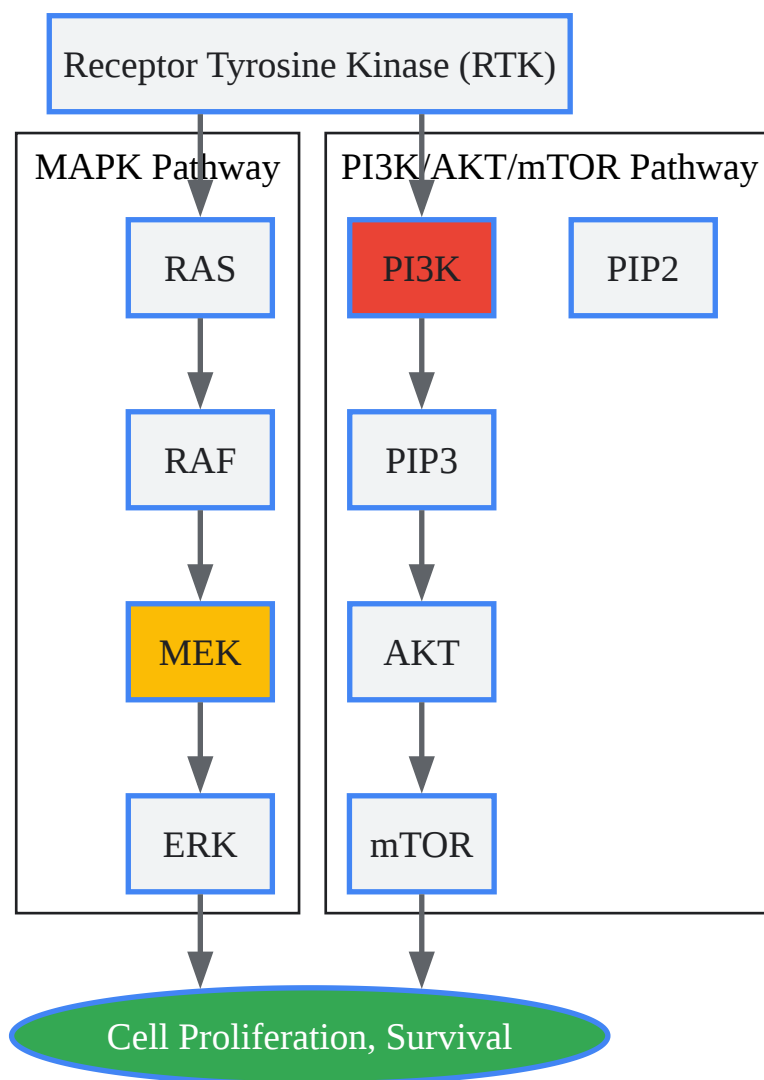 Receptor Tyrosine Kinase (RTK)
MAPK Pathway
PI3K/AKT/mTOR Pathway
RAS
PI3K
PIP2
RAF
PIP3
MEK
AKT
ERK
mTOR
Cell Proliferation, Survival